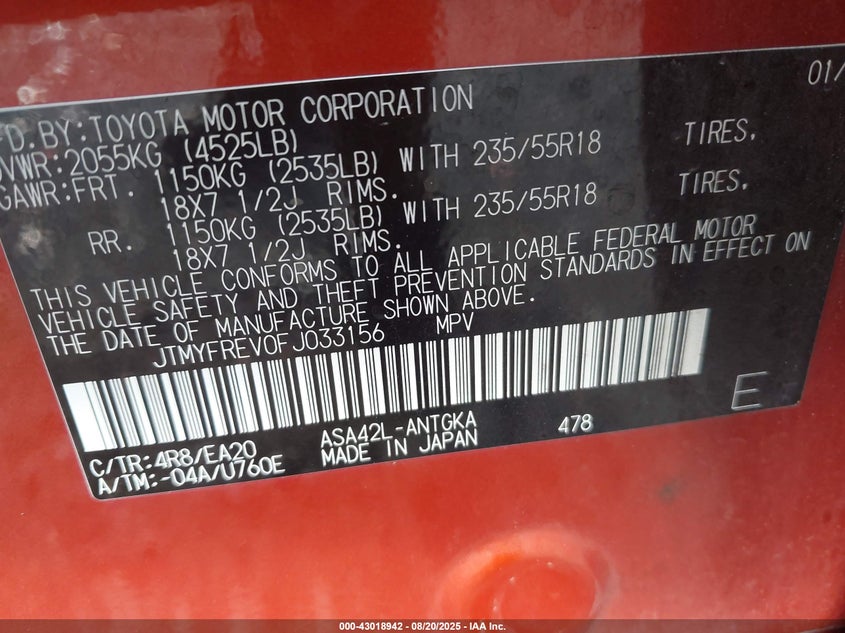 01/
FD.BY:TOYOTA MOTOR CORPORATION
VWR:2055KG (4525LB)
GAWR:FRT. 1150KG (2535LB) WITH 235/55R18 TIRES,
18X7 1/2J RIMS.
RR. 1150KG (2535LB) WITH 235/55R18 TIRES,
18X7 1/2J RIMS.
THIS VEHICLE CONFORMS TO ALL APPLICABLE FEDERAL MOTOR
VEHICLE SAFETY AND THEFT PREVENTION STANDARDS IN EFFECT ON
THE DATE OF MANUFACTURE SHOWN ABOVE.
JTMYFREV0FJ033156 MPV
E
C/TR:4R8/EA20 ASA42L-ANTGKA 478
A/TM:-04A/U760E MADE IN JAPAN
000-43018942 - 08/20/2025 - IAA Inc.